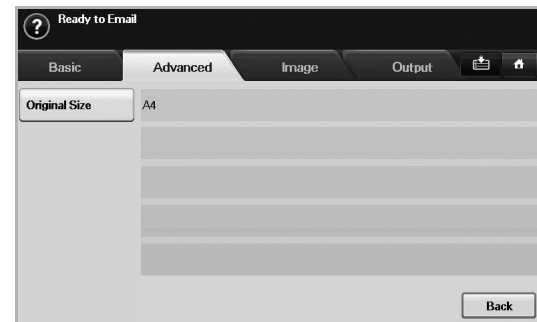 ? Ready to Email
Basic Advanced Image Output
Original Size A4
Back